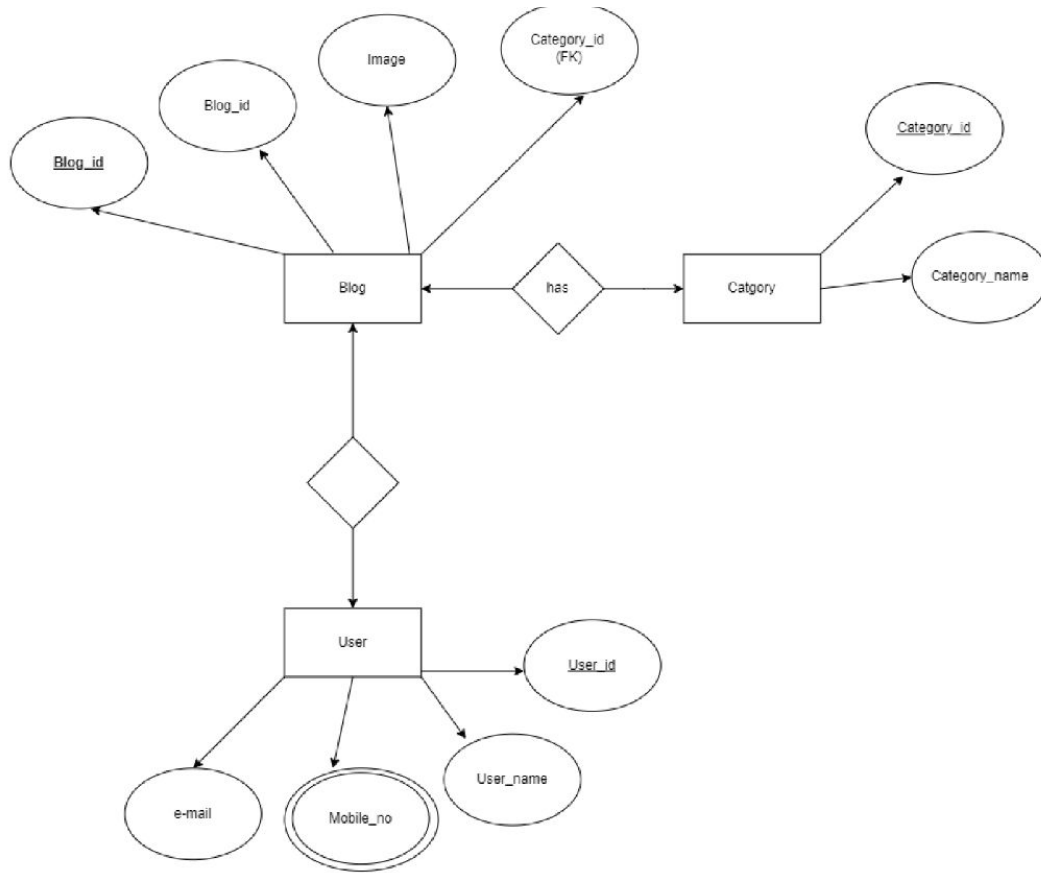 Image
Category_id
(FK)
Blog_id
Category_id
Blog_id
Category_name
Blog
has
Catgory
User
User_id
User_name
e-mail
Mobile_no